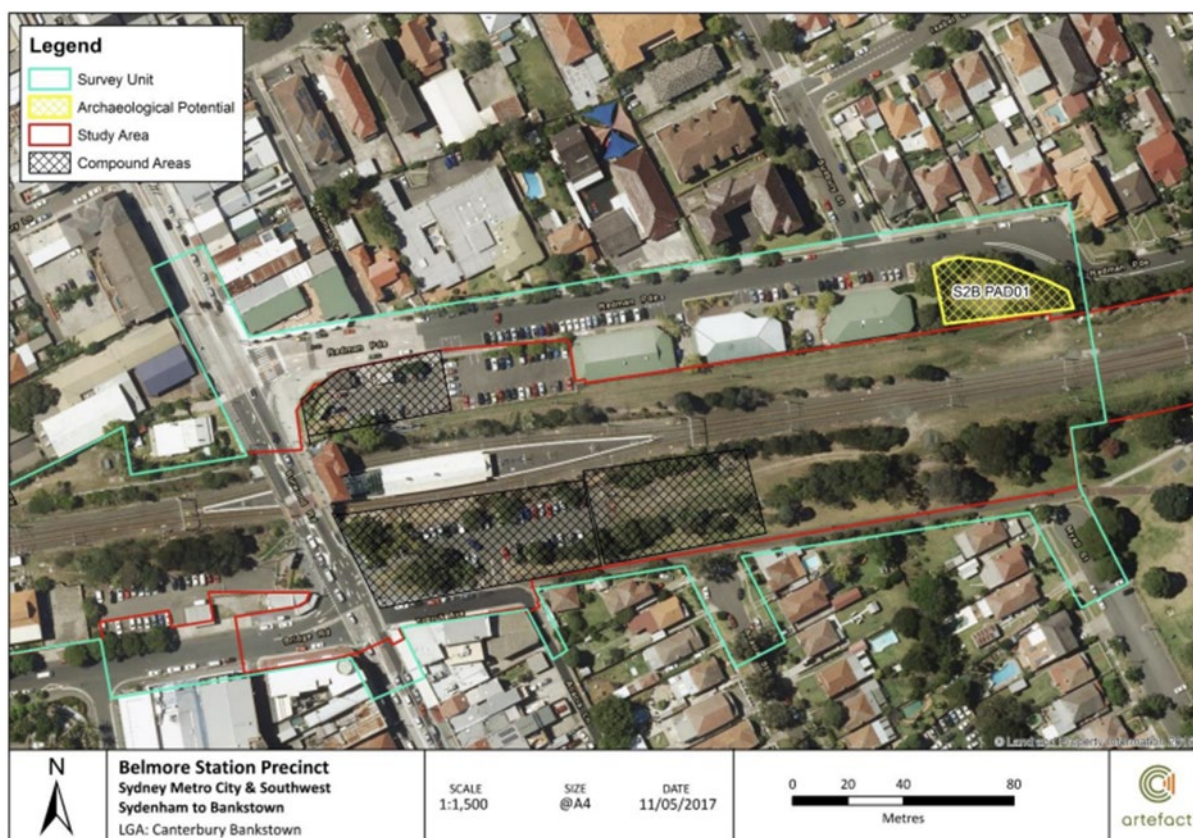 Legend
Survey Unit
Archaeological Potential
Study Area
Compound Areas
Redman Pde
S2B PAD01
Redman Pde
Redman Pde
Bridge Rd
N
Belmore Station Precinct
Sydney Metro City & Southwest
Sydenham to Bankstown
LGA: Canterbury Bankstown
SCALE
1:1,500
SIZE
@A4
DATE
11/05/2017
0 20 40 80
Metres
artefact